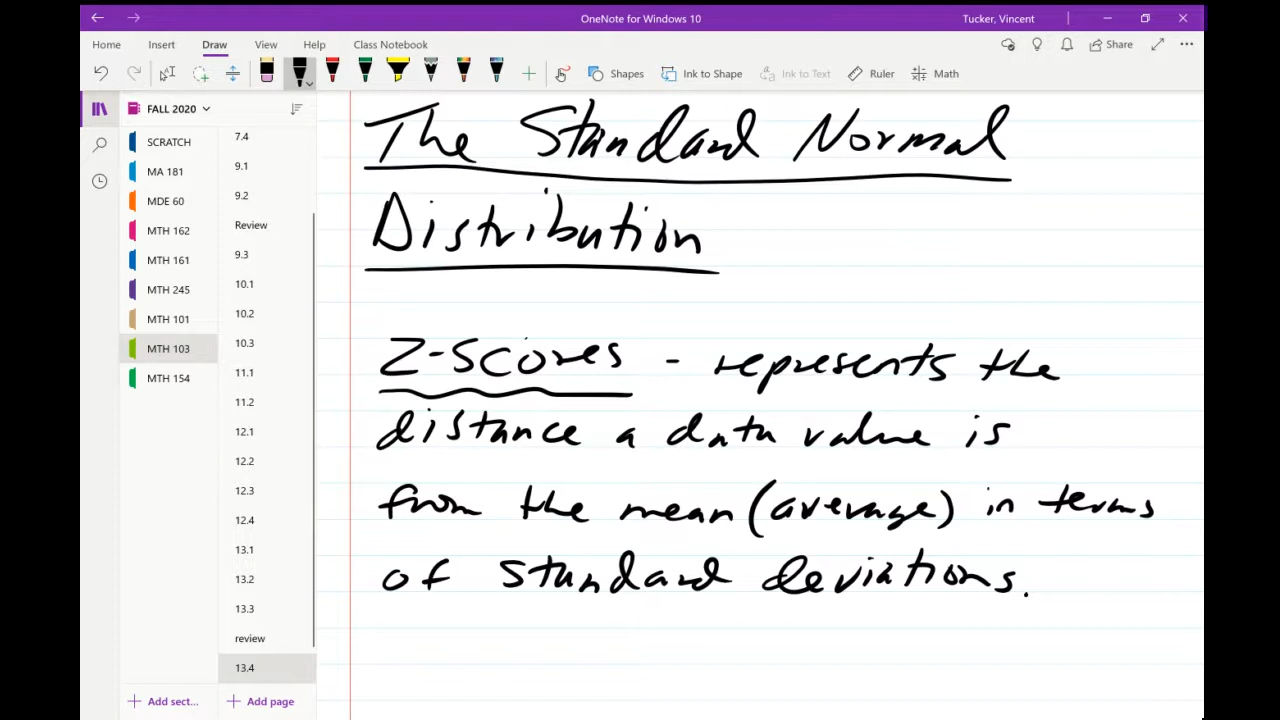 OneNote for Windows 10
Tucker, Vincent
Home Insert Draw View Help Class Notebook
Share
Shapes Ink to Shape Ink to Text Ruler Math
FALL 2020
SCRATCH
MA 181
MDE 60
MTH 162
MTH 161
MTH 245
MTH 101
MTH 103
MTH 154
Add sect...
7.4
9.1
9.2
Review
9.3
10.1
10.2
10.3
11.1
11.2
12.1
12.2
12.3
12.4
13.1
13.2
13.3
review
13.4
Add page
The Standard Normal
Distribution
Z-Scores - represents the
distance a data value is
from the mean (average) in terms
of standard deviations.